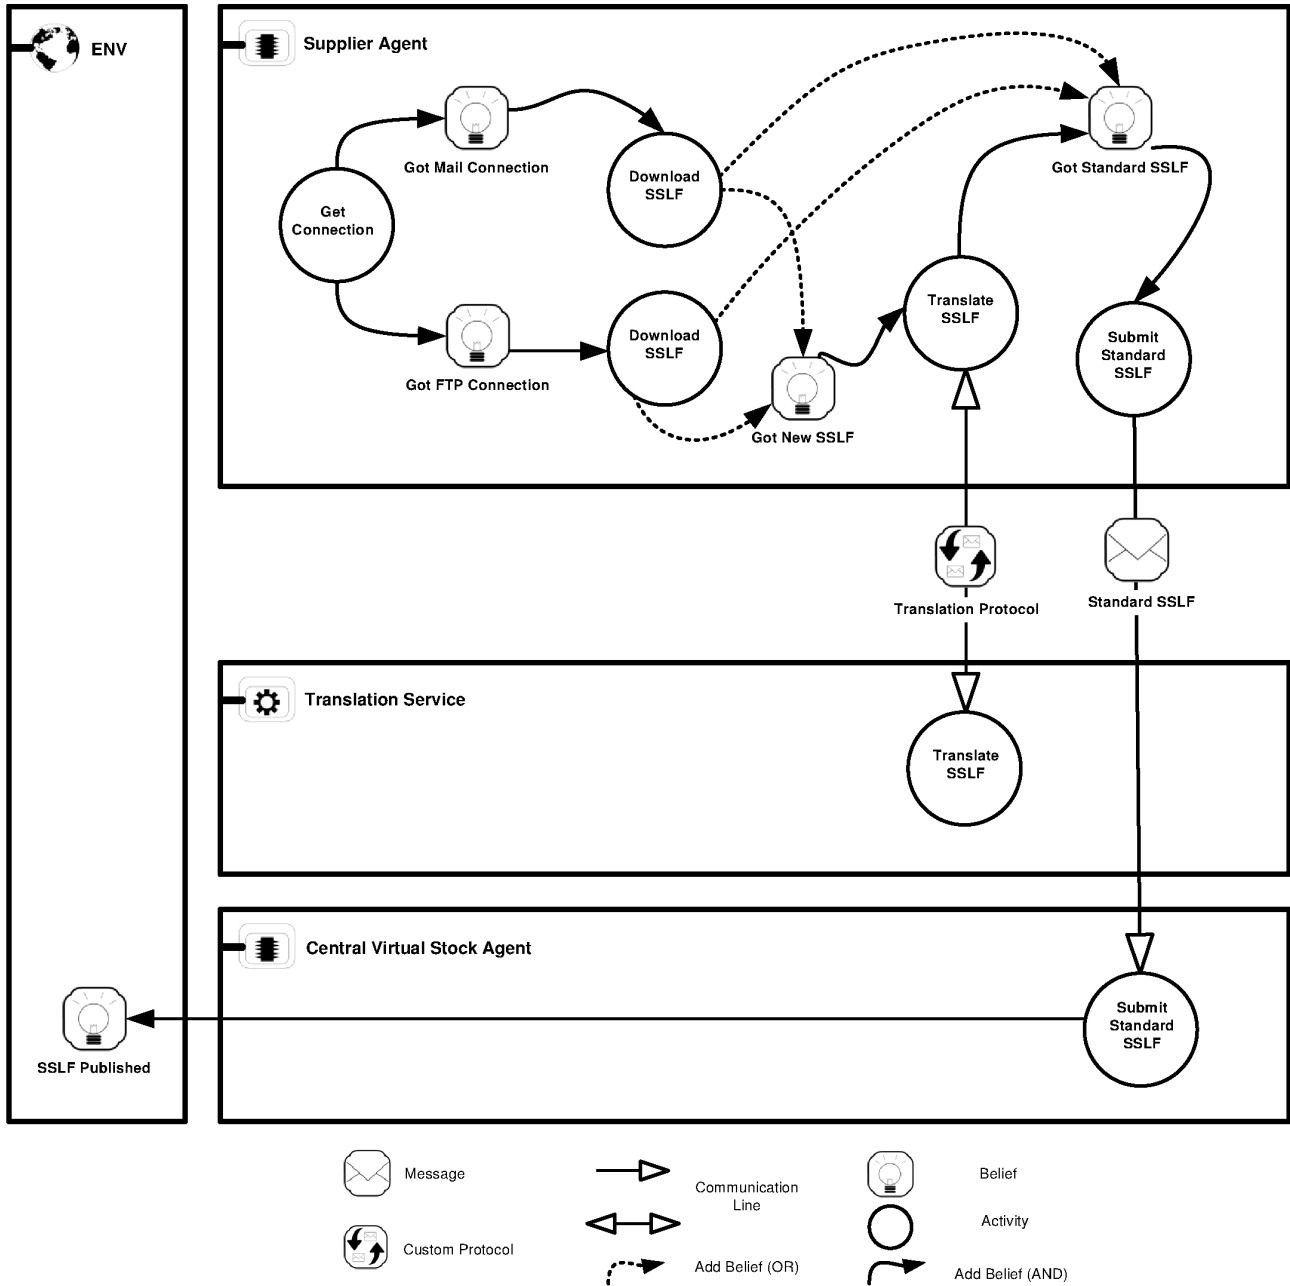 ENV
Supplier Agent
Got Mail Connection
Download
SSLF
Got Standard SSLF
Get
Connection
Translate
SSLF
Download
SSLF
Submit
Standard
SSLF
Got FTP Connection
Got New SSLF
Translation Protocol
Standard SSLF
Translation Service
Translate
SSLF
Central Virtual Stock Agent
Submit
Standard
SSLF
SSLF Published
Message
Communication
Line
Belief
Activity
Custom Protocol
Add Belief (OR)
Add Belief (AND)